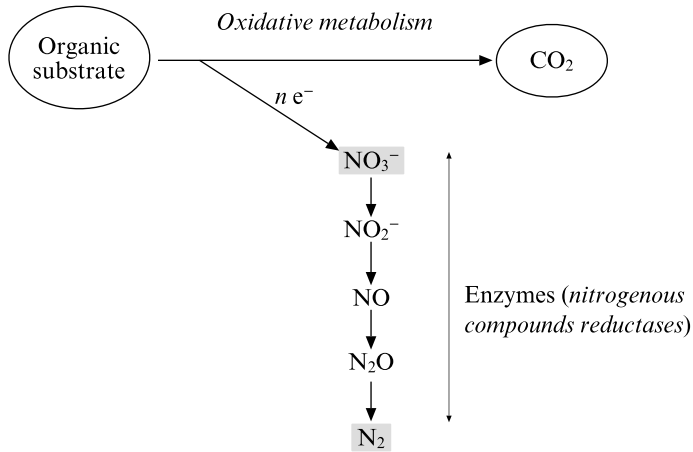 Oxidative metabolism
Organic
substrate
CO₂
n e⁻
NO₃⁻
NO₂⁻
NO
N₂O
N₂
Enzymes (nitrogenous
compounds reductases)